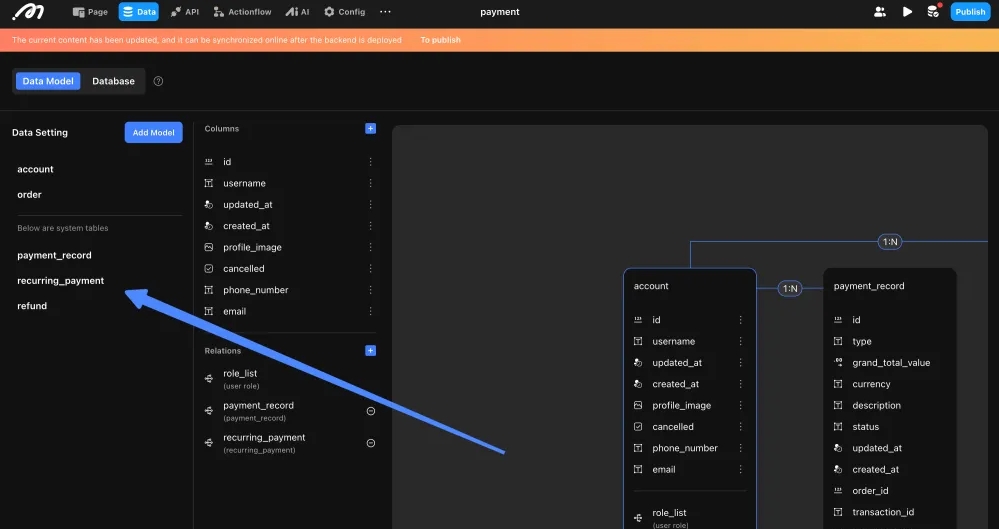 Page Data API Actionflow AI Config ··· payment Publish
The current content has been updated, and it can be synchronized online after the backend is deployed To publish
Data Model Database
Data Setting Add Model
account
order
Below are system tables
payment_record
recurring_payment
refund
Columns
id
username
updated_at
created_at
profile_image
cancelled
phone_number
email
Relations
role_list
(user role)
payment_record
(payment_record)
recurring_payment
(recurring_payment)
1:N
1:N
account
id
username
updated_at
created_at
profile_image
cancelled
phone_number
email
role_list
(user role)
payment_record
id
type
grand_total_value
currency
description
status
updated_at
created_at
order_id
transaction_id